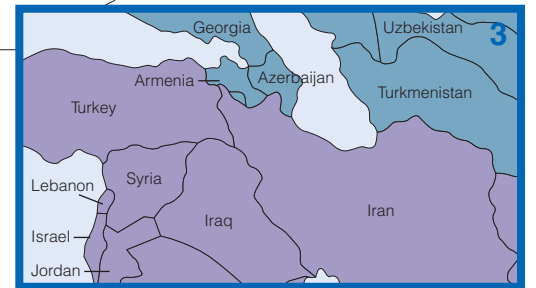 Georgia
Uzbekistan
3
Armenia
Azerbaijan
Turkmenistan
Turkey
Lebanon
Syria
Iran
Iraq
Israel
Jordan